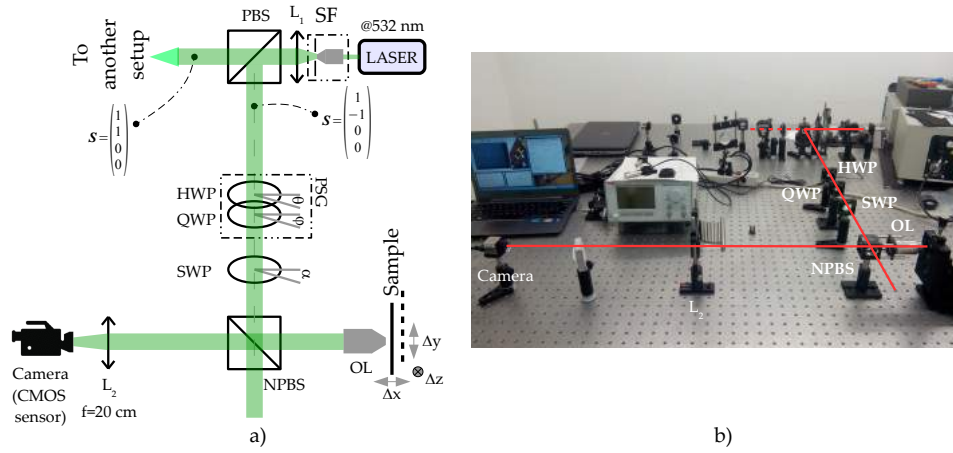 To another setup
PBS
L1
SF
@532 nm
LASER
S=(1 1 0 0)
S=(1 -1 0 0)
HWP
QWP
PSG
θ
φ
SWP
α
Sample
Camera
(CMOS
sensor)
L2
f=20 cm
NPBS
OL
Δy
Δz
Δx
a)
HWP
QWP
SWP
OL
NPBS
Camera
L2
b)